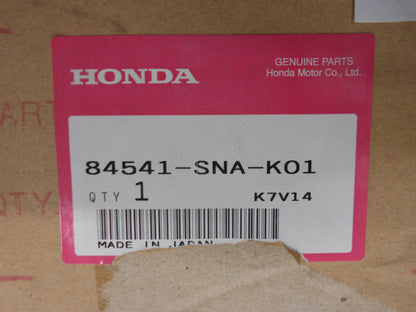 GENUINE PARTS
HONDA
Honda Motor Co., Ltd.
84541-SNA-K01
QTY 1
K7V14
MADE IN JAPAN